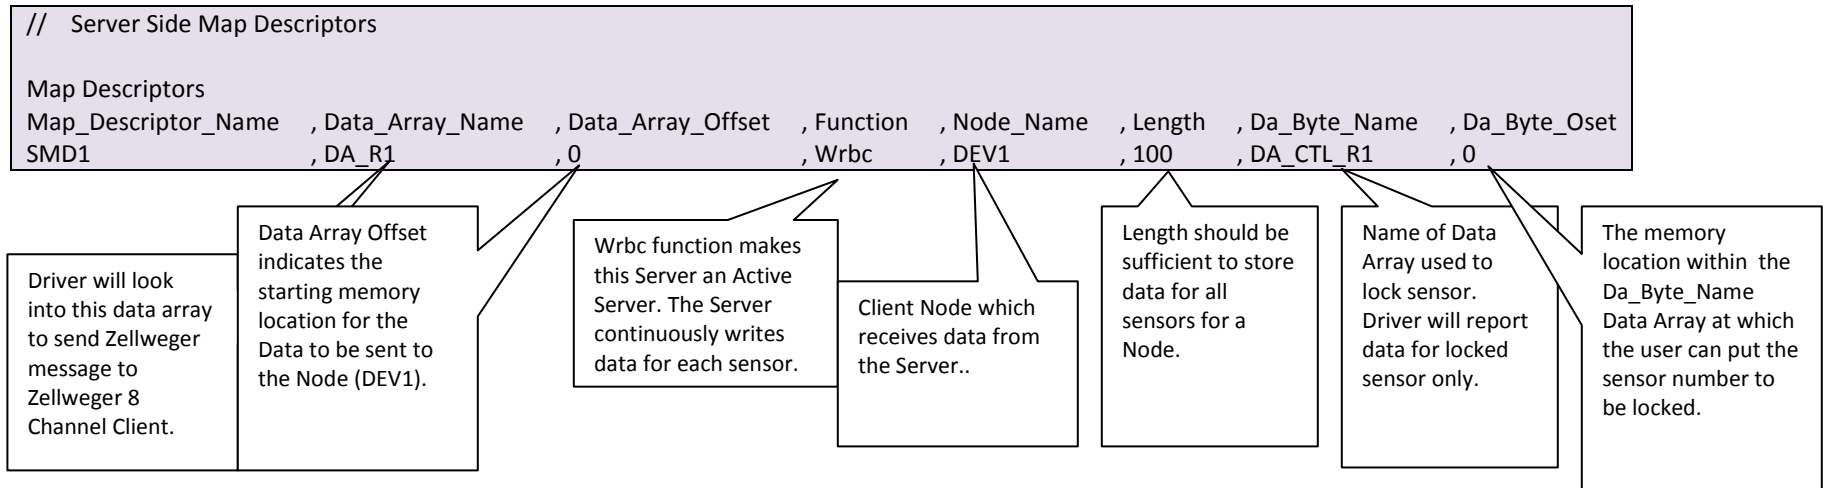 // Server Side Map Descriptors
Map Descriptors
Map_Descriptor_Name , Data_Array_Name , Data_Array_Offset , Function , Node_Name , Length , Da_Byte_Name , Da_Byte_Oset
SMD1 , DA_R1 , 0 , Wrbc , DEV1 , 100 , DA_CTL_R1 , 0
Driver will look
into this data array
to send Zellweger
message to
Zellweger 8
Channel Client.
Data Array Offset
indicates the
starting memory
location for the
Data to be sent to
the Node (DEV1).
Wrbc function makes
this Server an Active
Server. The Server
continuously writes
data for each sensor.
Client Node which
receives data from
the Server..
Length should be
sufficient to store
data for all
sensors for a
Node.
Name of Data
Array used to
lock sensor.
Driver will report
data for locked
sensor only.
The memory
location within the
Da_Byte_Name
Data Array at which
the user can put the
sensor number to
be locked.